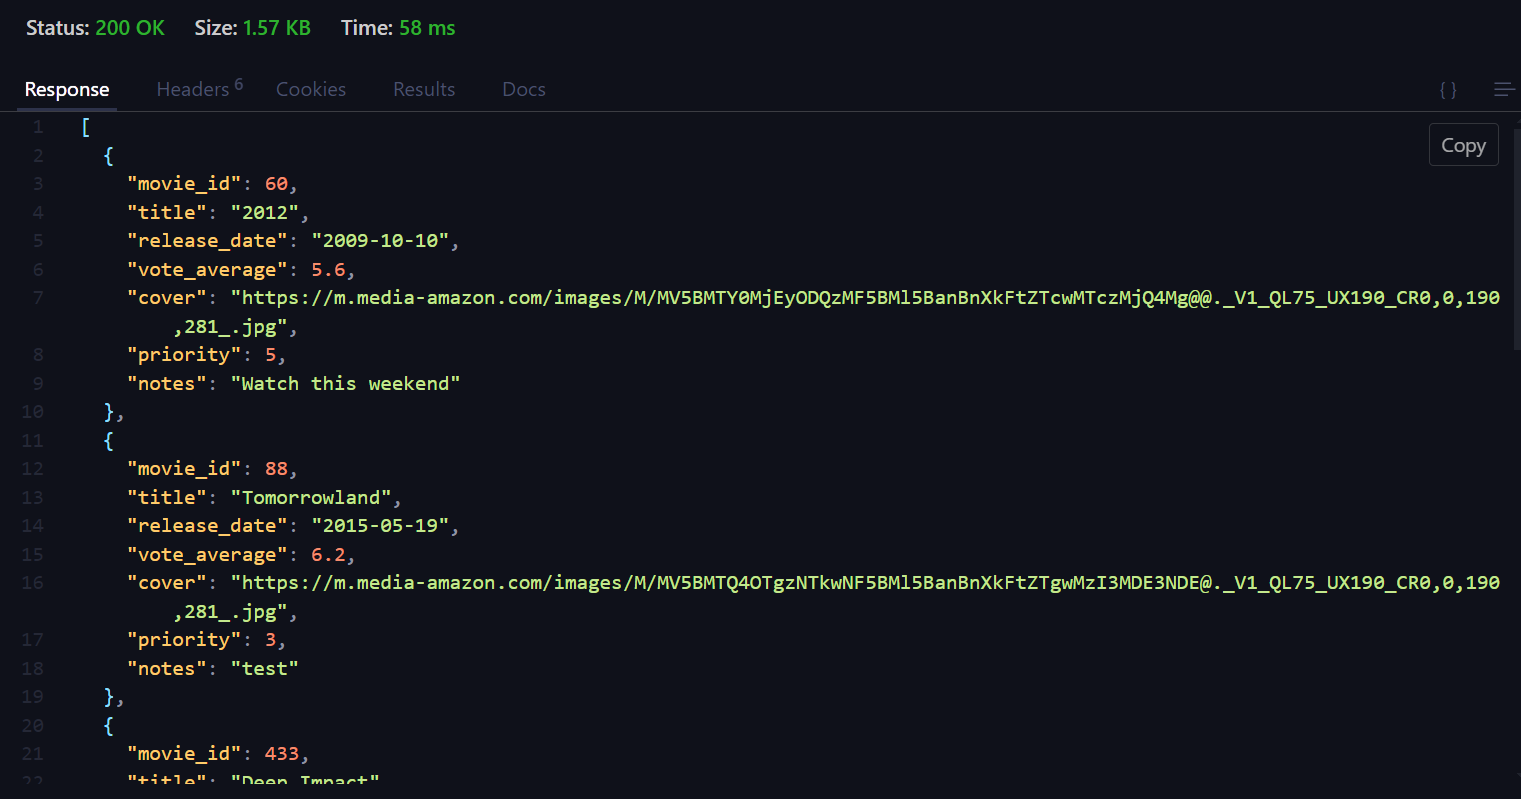 Status: 200 OK Size: 1.57 KB Time: 58 ms
Response Headers 6 Cookies Results Docs { }
Copy
1 [
2 {
3 "movie_id": 60,
4 "title": "2012",
5 "release_date": "2009-10-10",
6 "vote_average": 5.6,
7 "cover": "https://m.media-amazon.com/images/M/MV5BMTY0MjEyODQzMF5BMl5BanBnXkFtZTcwMTczMjQ4Mg@@._V1_QL75_UX190_CR0,0,190
,281_.jpg",
8 "priority": 5,
9 "notes": "Watch this weekend"
10 },
11 {
12 "movie_id": 88,
13 "title": "Tomorrowland",
14 "release_date": "2015-05-19",
15 "vote_average": 6.2,
16 "cover": "https://m.media-amazon.com/images/M/MV5BMTQ4OTgzNTkwNF5BMl5BanBnXkFtZTgwMzI3MDE3NDE@._V1_QL75_UX190_CR0,0,190
,281_.jpg",
17 "priority": 3,
18 "notes": "test"
19 },
20 {
21 "movie_id": 433,
22 "title": "Deep Impact"